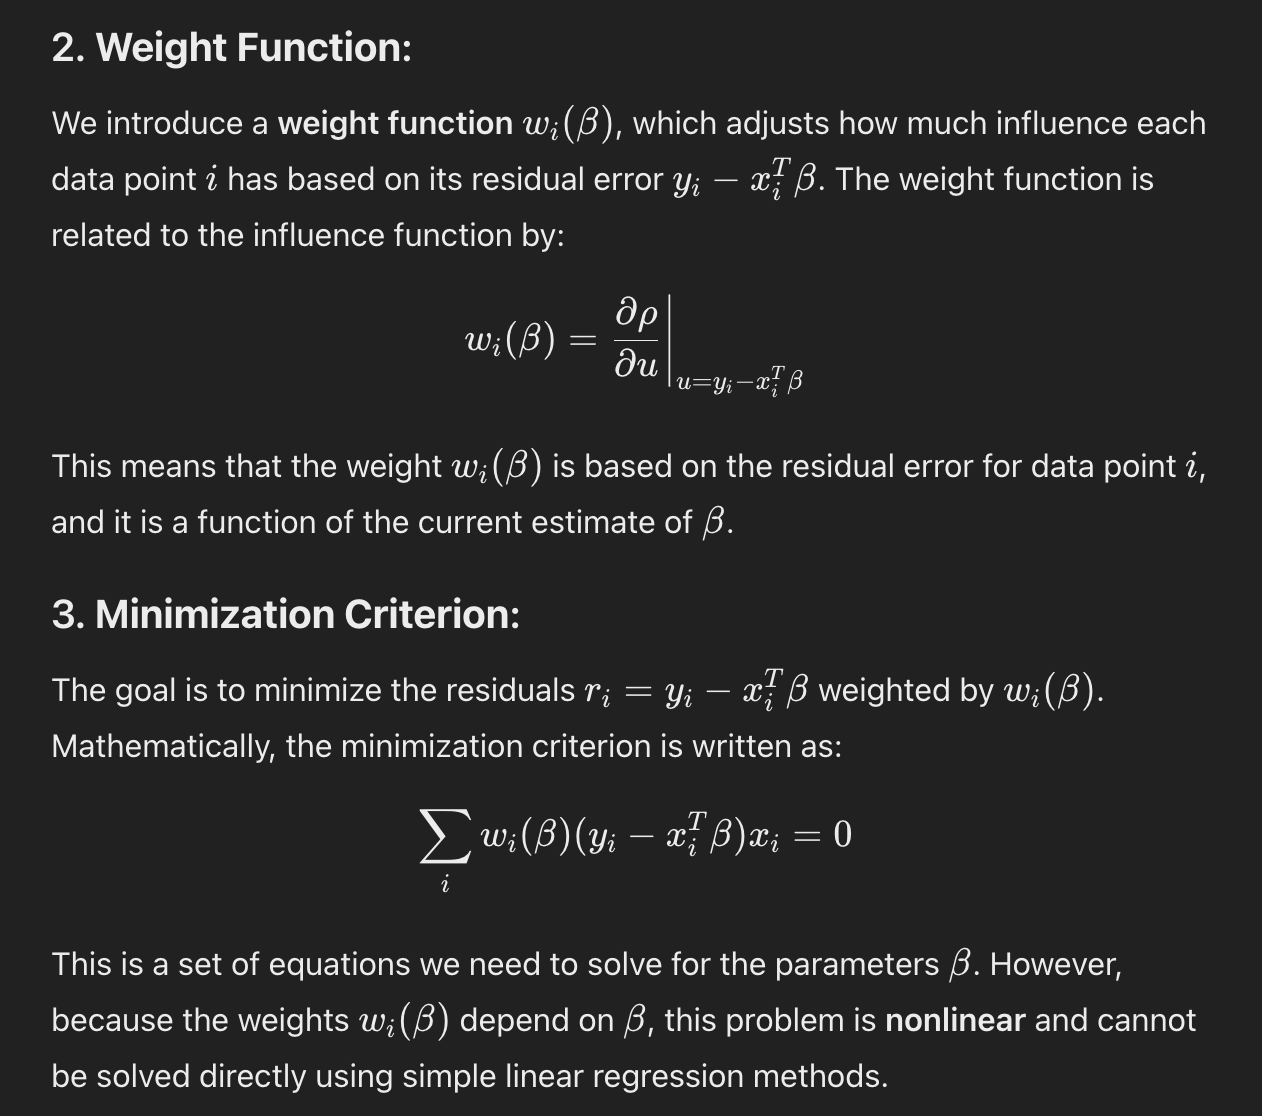 2. Weight Function:
We introduce a weight function $w_i(\beta)$, which adjusts how much influence each
data point $i$ has based on its residual error $y_i - x_i^T \beta$. The weight function is
related to the influence function by:
$w_i(\beta) = \left. \frac{\partial \rho}{\partial u} \right|_{u = y_i - x_i^T \beta}$
This means that the weight $w_i(\beta)$ is based on the residual error for data point $i$,
and it is a function of the current estimate of $\beta$.
3. Minimization Criterion:
The goal is to minimize the residuals $r_i = y_i - x_i^T \beta$ weighted by $w_i(\beta)$.
Mathematically, the minimization criterion is written as:
$\sum_i w_i(\beta)(y_i - x_i^T \beta)x_i = 0$
This is a set of equations we need to solve for the parameters $\beta$. However,
because the weights $w_i(\beta)$ depend on $\beta$, this problem is nonlinear and cannot
be solved directly using simple linear regression methods.